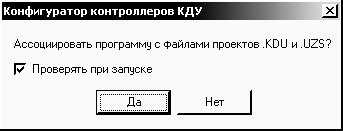 Конфигуратор контроллеров КДУ
Ассоциировать программу с файлами проектов .KDU и .UZS?
Проверять при запуске
Да
Нет